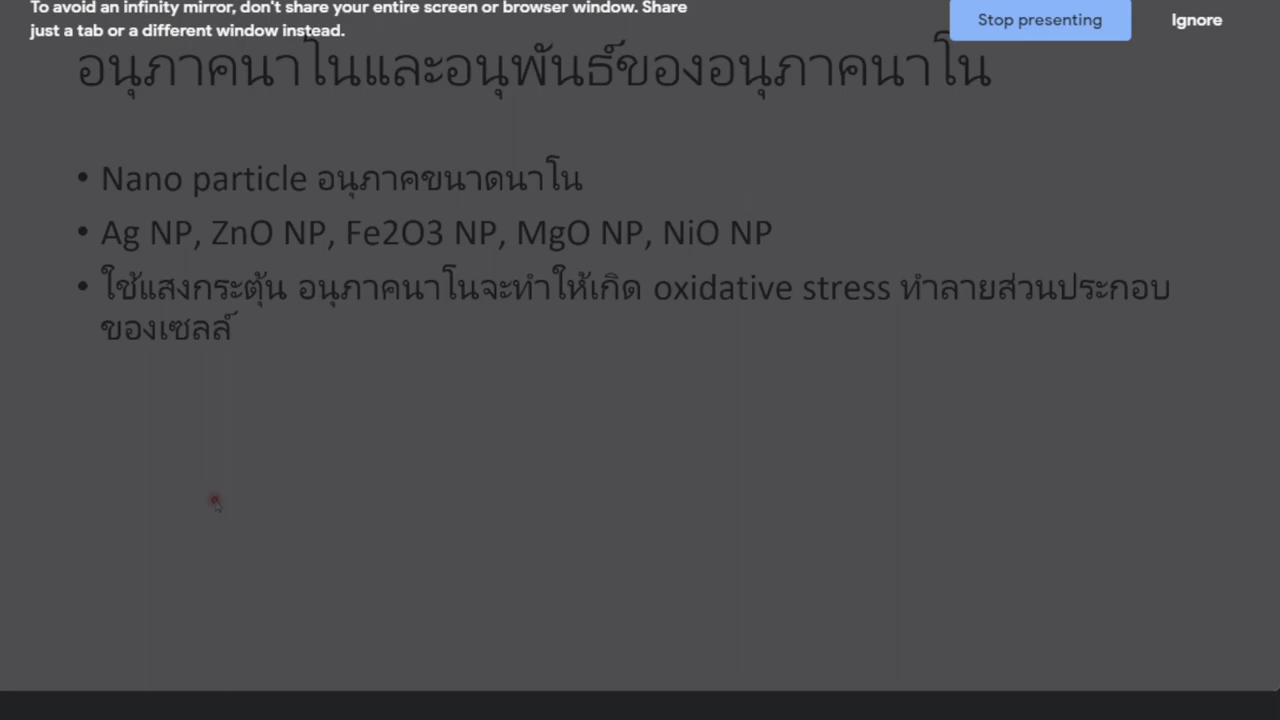 To avoid an infinity mirror, don't share your entire screen or browser window. Share
just a tab or a different window instead.
Stop presenting
Ignore
อนุภาคนาโนและอนุพันธ์ของอนุภาคนาโน
• Nano particle อนุภาคขนาดนาโน
• Ag NP, ZnO NP, Fe2O3 NP, MgO NP, NiO NP
• ใช้แสงกระตุ้น อนุภาคนาโนจะทำให้เกิด oxidative stress ทำลายส่วนประกอบ
ของเซลล์